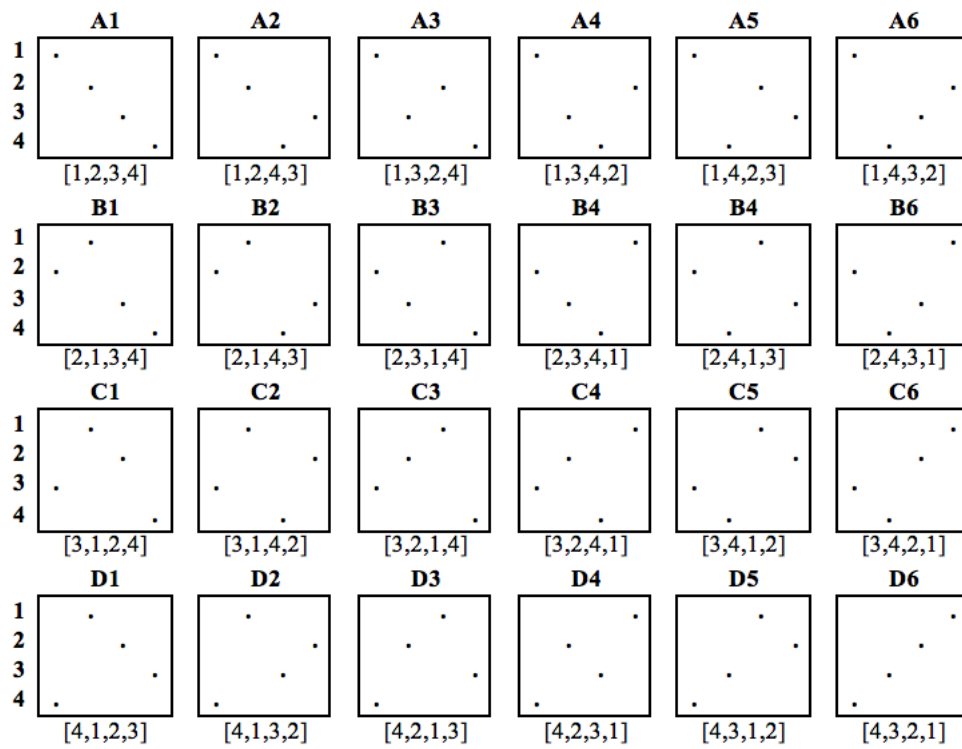 A1 A2 A3 A4 A5 A6
1
2
3
4
[1,2,3,4] [1,2,4,3] [1,3,2,4] [1,3,4,2] [1,4,2,3] [1,4,3,2]
B1 B2 B3 B4 B4 B6
1
2
3
4
[2,1,3,4] [2,1,4,3] [2,3,1,4] [2,3,4,1] [2,4,1,3] [2,4,3,1]
C1 C2 C3 C4 C5 C6
1
2
3
4
[3,1,2,4] [3,1,4,2] [3,2,1,4] [3,2,4,1] [3,4,1,2] [3,4,2,1]
D1 D2 D3 D4 D5 D6
1
2
3
4
[4,1,2,3] [4,1,3,2] [4,2,1,3] [4,2,3,1] [4,3,1,2] [4,3,2,1]